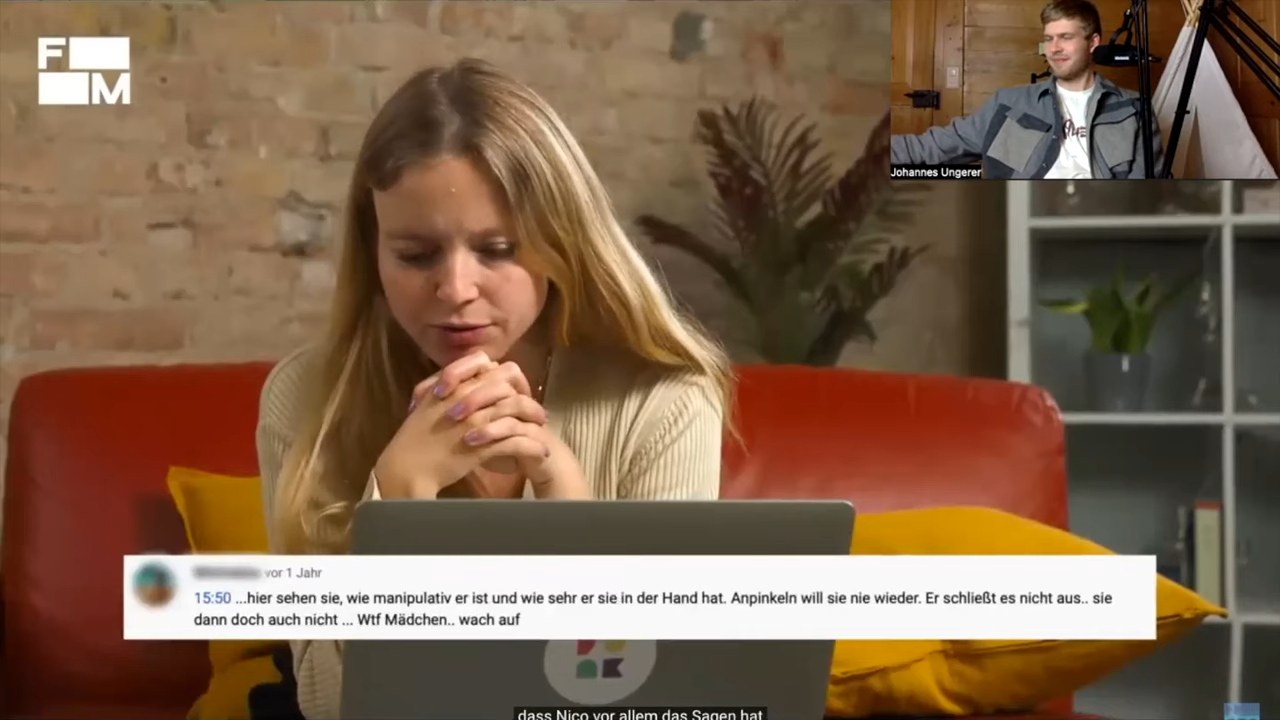 F
M
Johannes Ungerer
vor 1 Jahr
15:50 ...hier sehen sie, wie manipulativ er ist und wie sehr er sie in der Hand hat. Anpinkeln will sie nie wieder. Er schließt es nicht aus.. sie
dann doch auch nicht ... Wtf Mädchen.. wach auf
dass Nico vor allem das Sagen hat